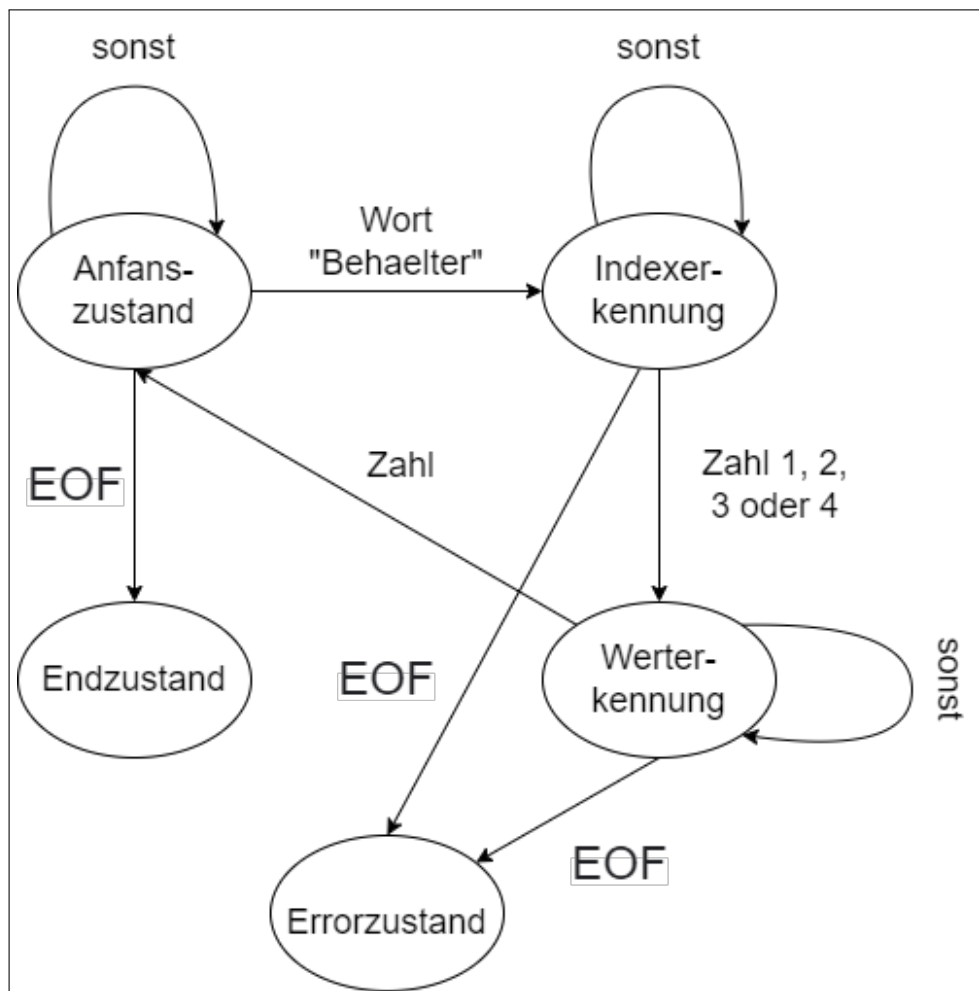 sonst
sonst
Wort
"Behaelter"
Anfans-
zustand
Indexer-
kennung
EOF
Zahl
Zahl 1, 2,
3 oder 4
Endzustand
EOF
Werter-
kennung
sonst
EOF
Errorzustand